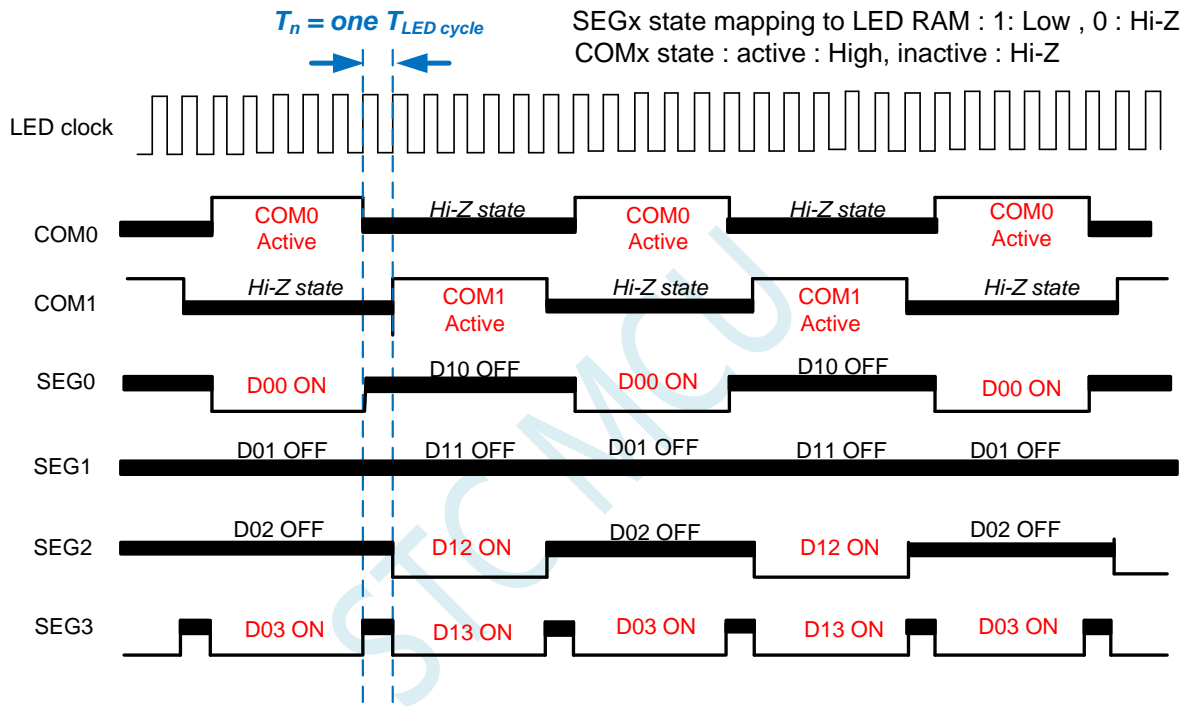 Tn = one TLED cycle
SEGx state mapping to LED RAM : 1: Low , 0 : Hi-Z
COMx state : active : High, inactive : Hi-Z
LED clock
COM0
COM0 Active
Hi-Z state
COM0 Active
Hi-Z state
COM0 Active
COM1
Hi-Z state
COM1 Active
Hi-Z state
COM1 Active
Hi-Z state
SEG0
D00 ON
D10 OFF
D00 ON
D10 OFF
D00 ON
SEG1
D01 OFF
D11 OFF
D01 OFF
D11 OFF
D01 OFF
SEG2
D02 OFF
D12 ON
D02 OFF
D12 ON
D02 OFF
SEG3
D03 ON
D13 ON
D03 ON
D13 ON
D03 ON
STC MCU